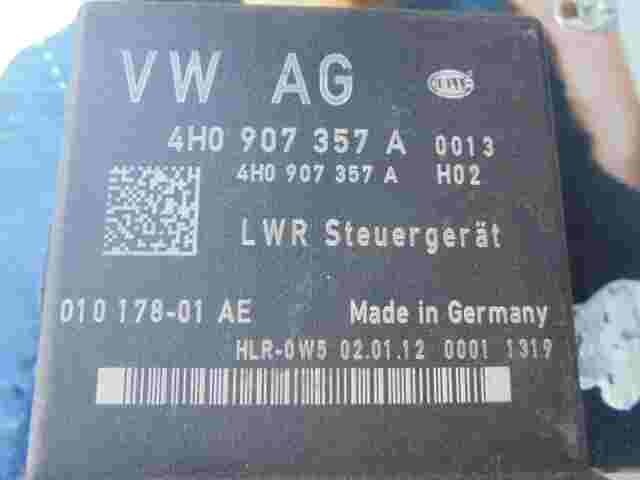 VW AG
4H0 907 357 A 0013
4H0 907 357 A H02
LWR Steuergerät
010 178-01 AE Made in Germany
HLR-0W5 02.01.12 0001 1319